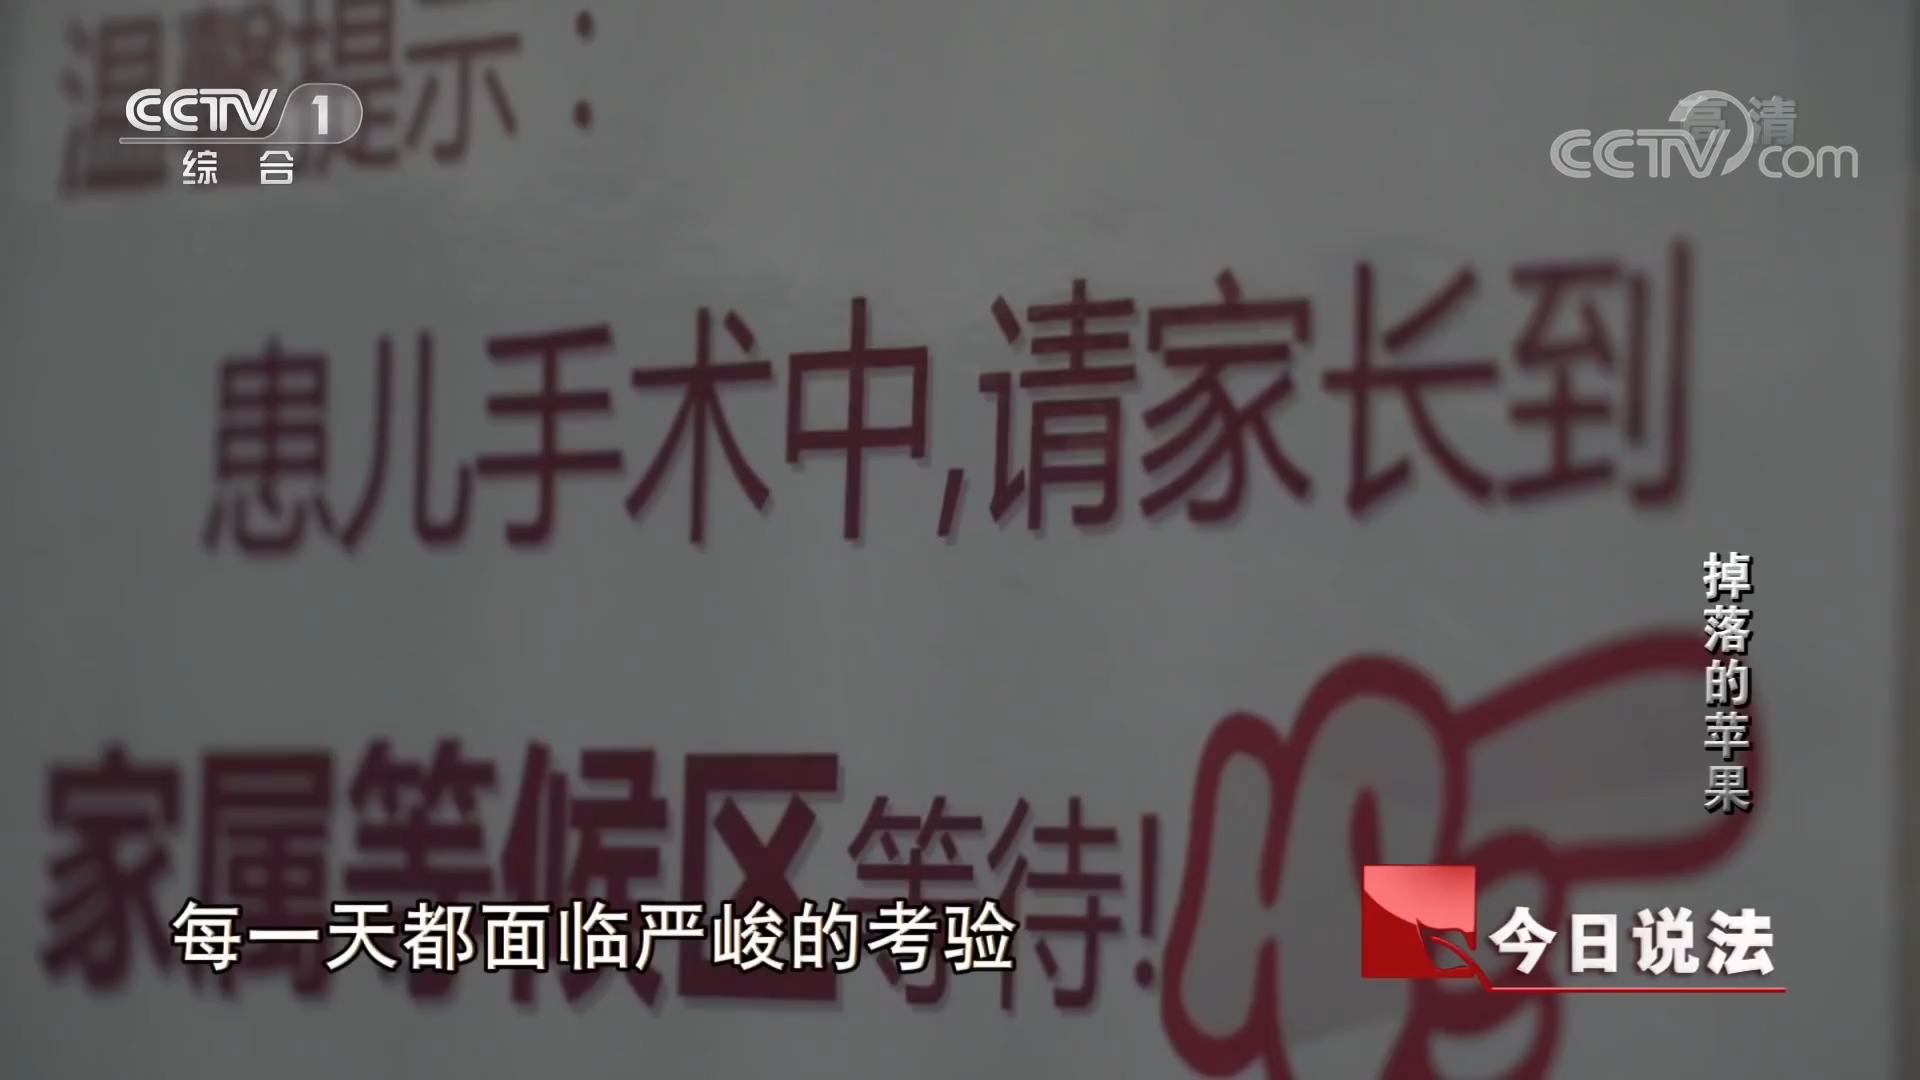 温馨提示：
CCTV 1
综合
高清
CCTV com
患儿手术中,请家长到
掉落的苹果
家属等候区等待!
每一天都面临严峻的考验
今日说法